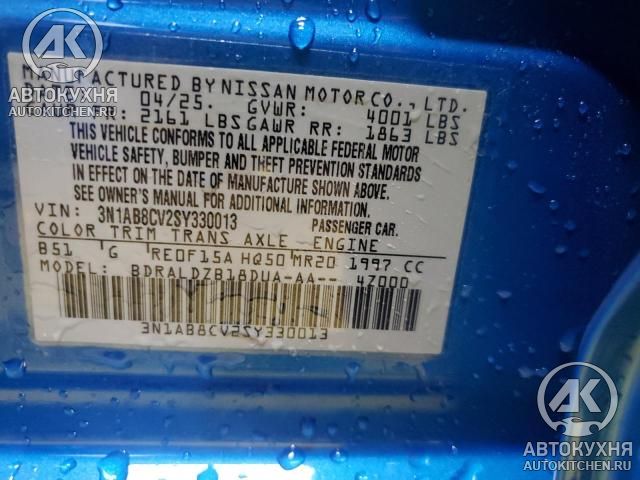 АВТОКУХНЯ
AUTOKITCHEN.RU
MANUFACTURED BY NISSAN MOTOR CO., LTD.
04/25. GVWR: 4001 LBS
2161 LBS GAWR RR: 1863 LBS
THIS VEHICLE CONFORMS TO ALL APPLICABLE FEDERAL MOTOR
VEHICLE SAFETY, BUMPER AND THEFT PREVENTION STANDARDS
IN EFFECT ON THE DATE OF MANUFACTURE SHOWN ABOVE.
SEE OWNER'S MANUAL FOR ADDITIONAL INFORMATION.
VIN: 3N1AB8CV2SY330013 PASSENGER CAR.
COLOR TRIM TRANS AXLE ENGINE
B51 G RE0F15A HQ50 MR20 1997 CC
MODEL: BDRALDZB18DUA-AA-- 47000
3N1AB8CV2SY330013
АК
АВТОКУХНЯ
AUTOKITCHEN.RU